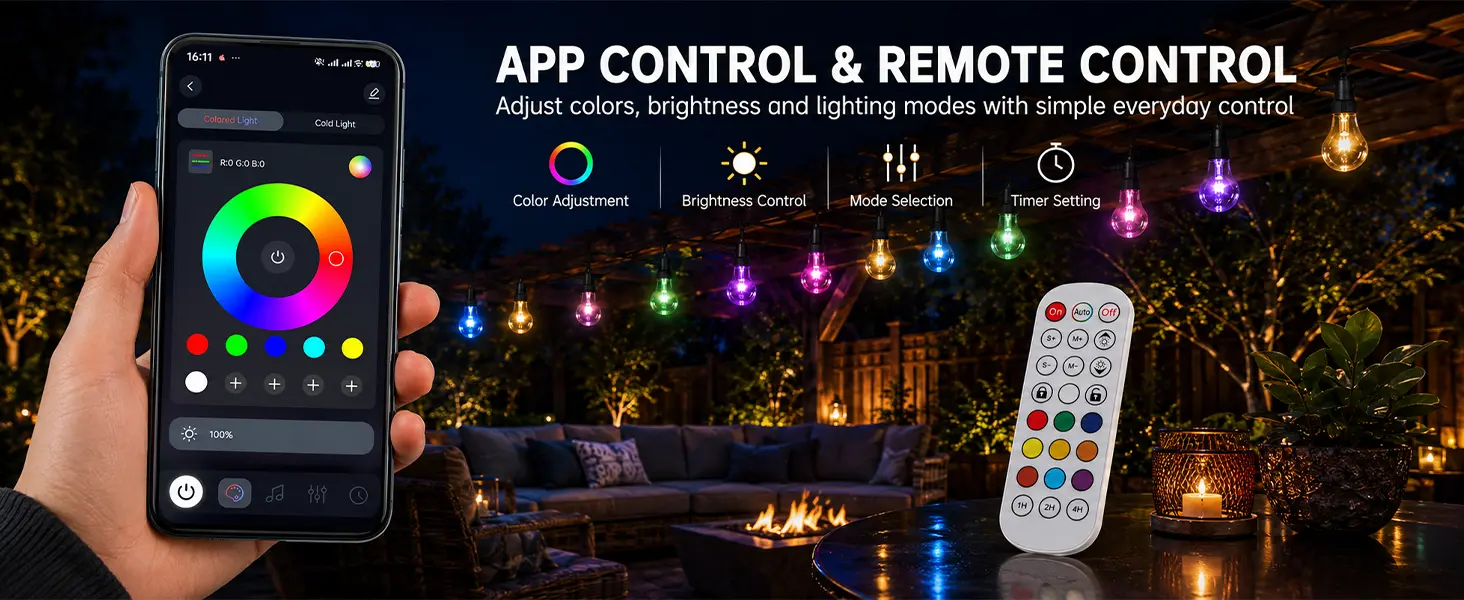 APP CONTROL & REMOTE CONTROL
Adjust colors, brightness and lighting modes with simple everyday control
Color Adjustment
Brightness Control
Mode Selection
Timer Setting
16:11
Colored Light
Cold Light
R:0 G:0 B:0
100%
On Auto Off
S+ M+
S- M-
1H 2H 4H